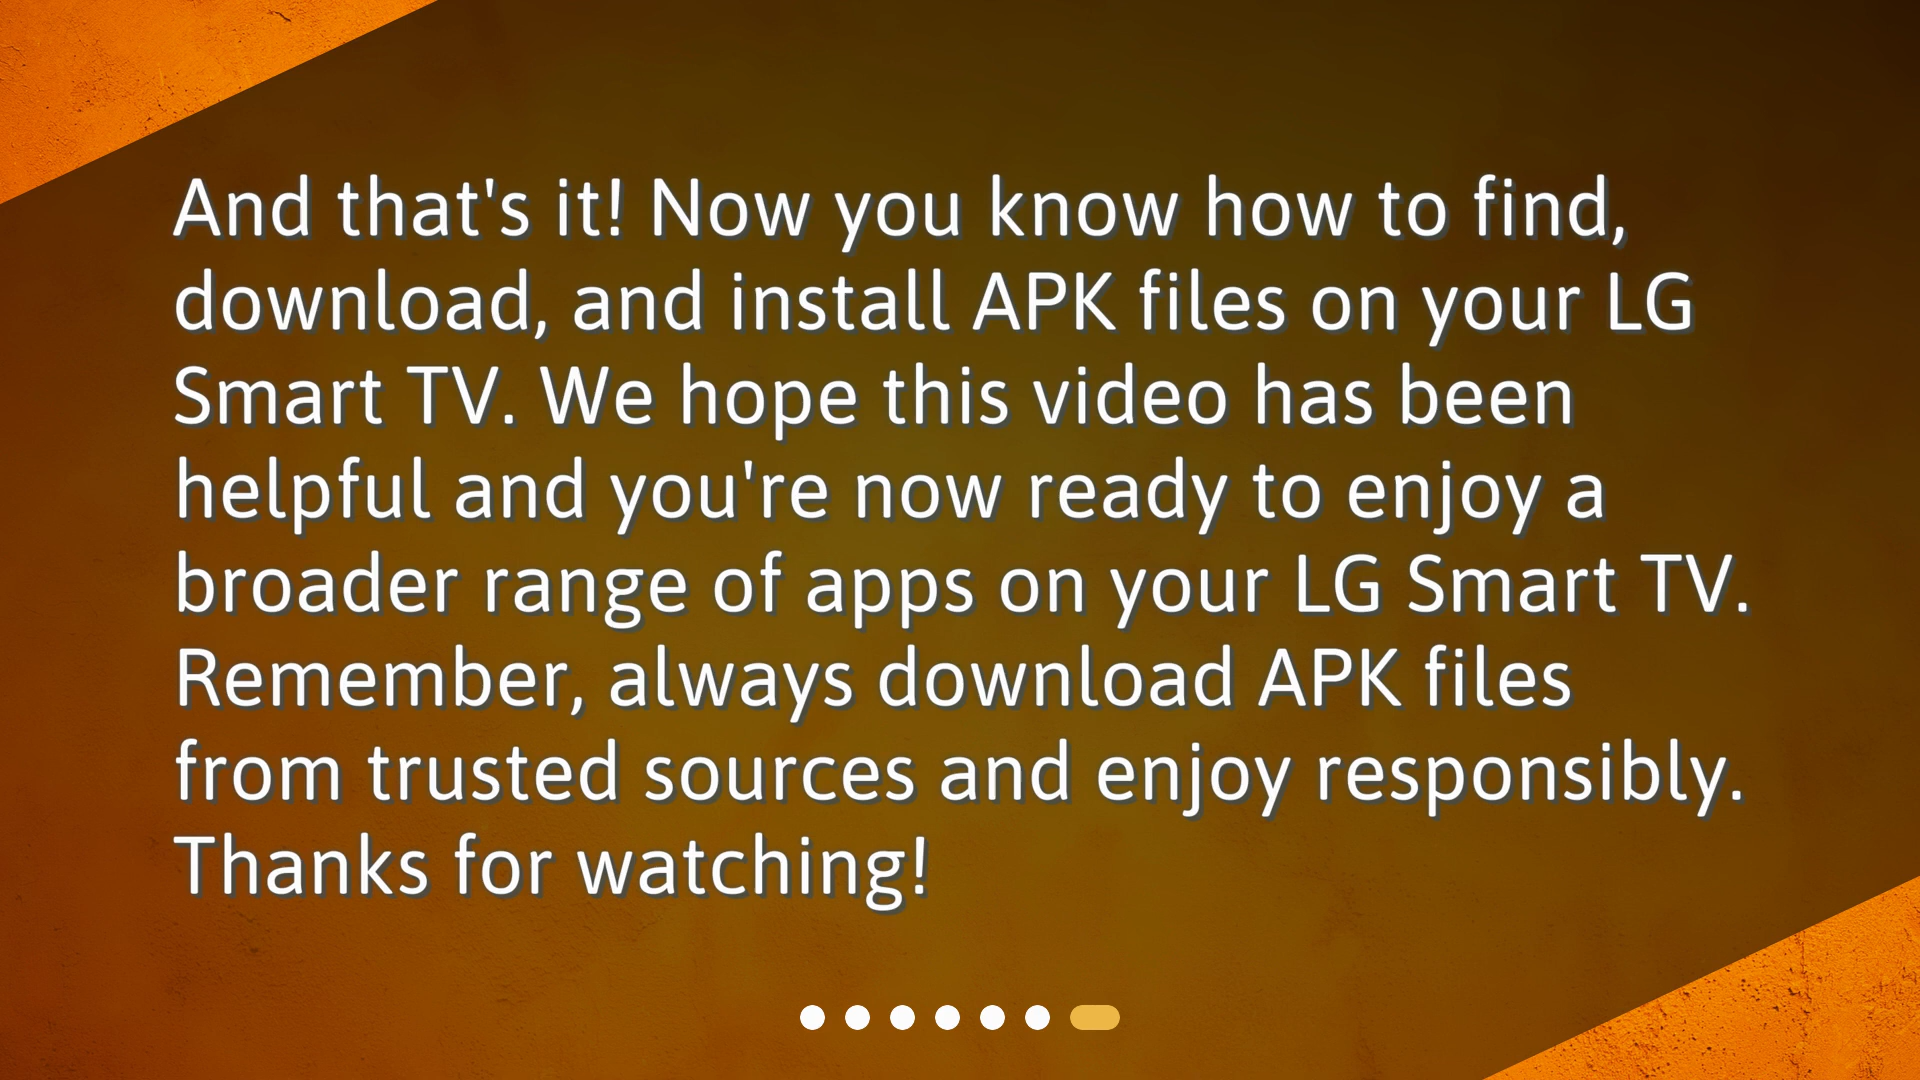 And that's it! Now you know how to find,
download, and install APK files on your LG
Smart TV. We hope this video has been
helpful and you're now ready to enjoy a
broader range of apps on your LG Smart TV.
Remember, always download APK files
from trusted sources and enjoy responsibly.
Thanks for watching!